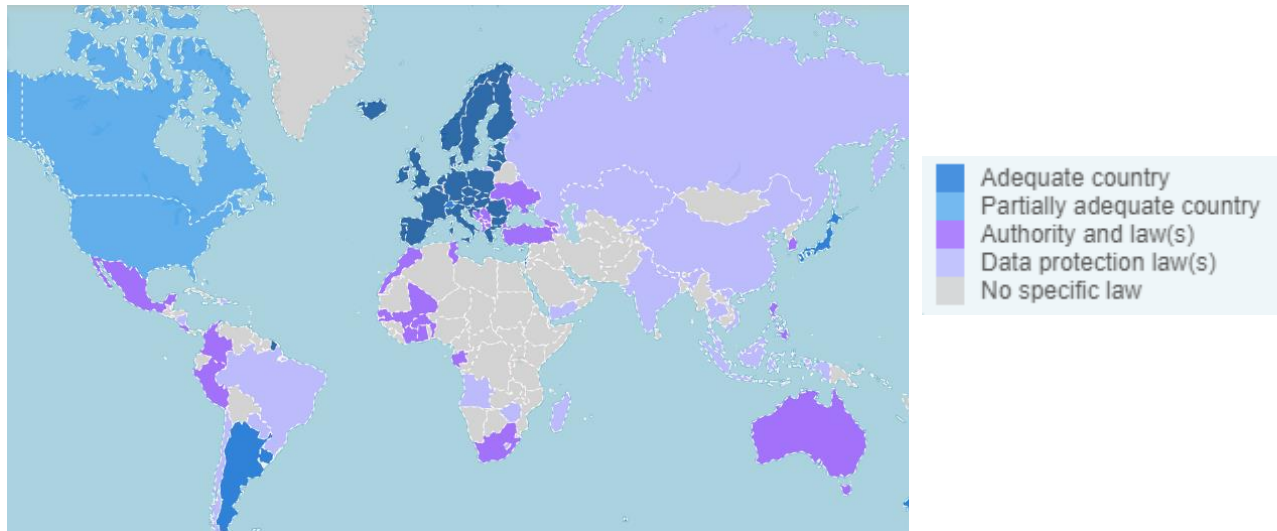 Adequate country
Partially adequate country
Authority and law(s)
Data protection law(s)
No specific law